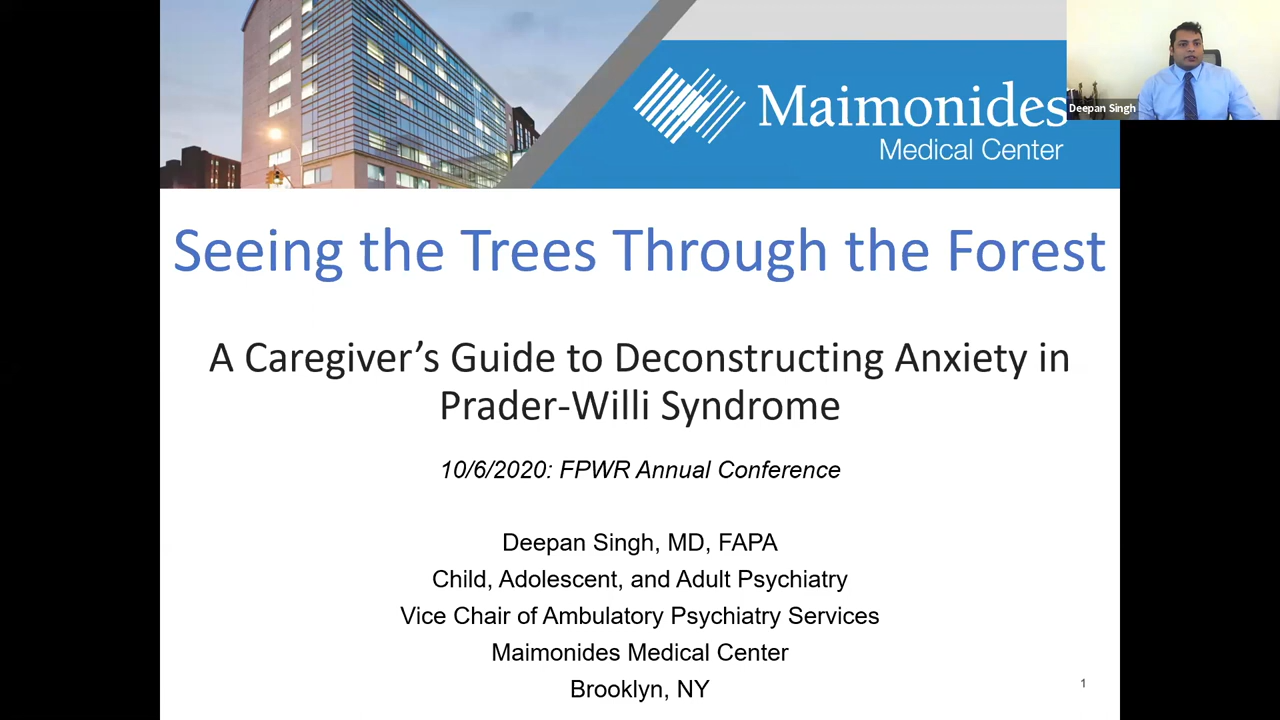 Maimonides
Medical Center
Deepan Singh
Seeing the Trees Through the Forest
A Caregiver’s Guide to Deconstructing Anxiety in
Prader-Willi Syndrome
10/6/2020: FPWR Annual Conference
Deepan Singh, MD, FAPA
Child, Adolescent, and Adult Psychiatry
Vice Chair of Ambulatory Psychiatry Services
Maimonides Medical Center
Brooklyn, NY
1